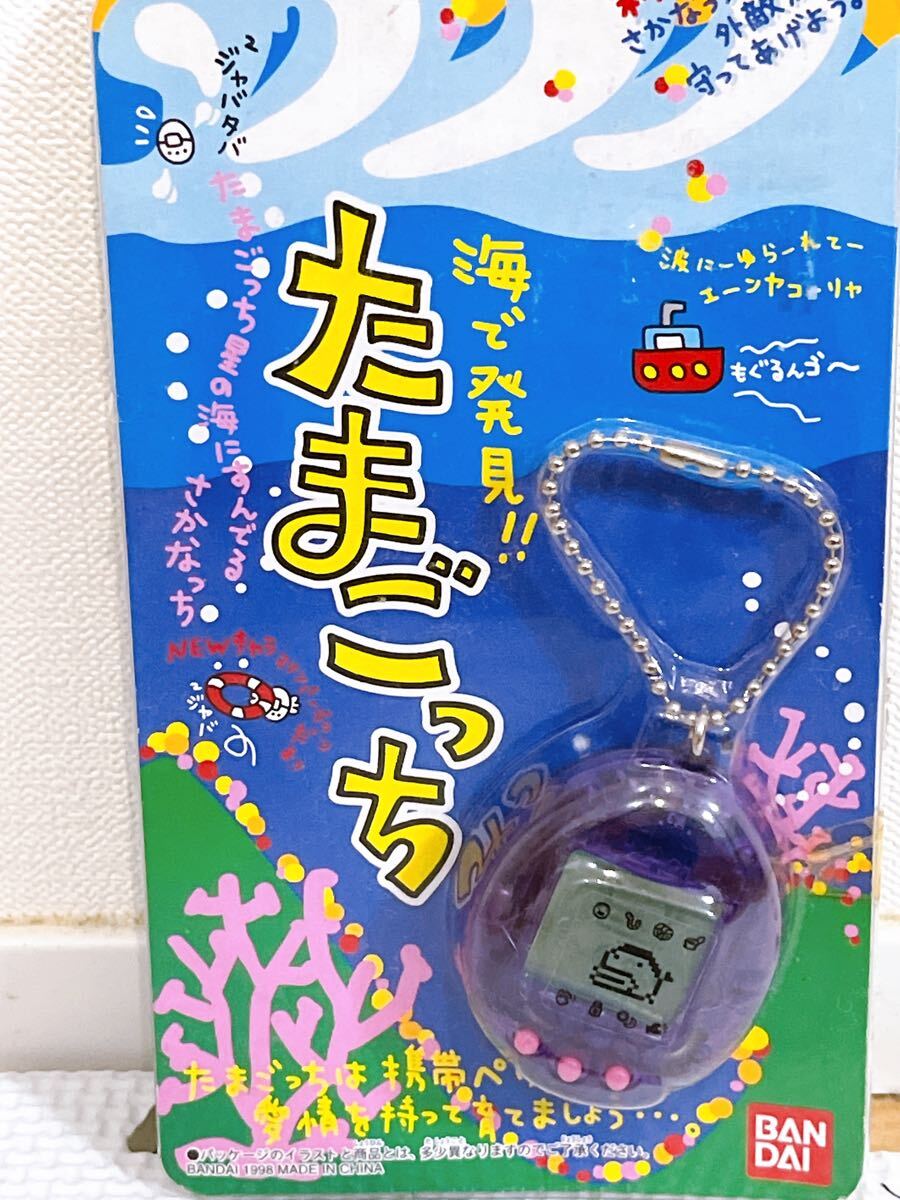 さかなっ
外敵
守ってあげよう。
ジャバタバ
たまごっち星の海にすんでる
さかなっち
海で発見!!
たまごっち
波にーゆらーれてー
エーンヤコーリャ
もぐるんゴ〜
NEWキャラ
ジャバ
たまごっちは携帯ペ
愛情を持って育てましょう・・・。
●パッケージのイラストと商品とは、多少異なりますのでご了承ください。
BANDAI 1998 MADE IN CHINA
BAN
DAI